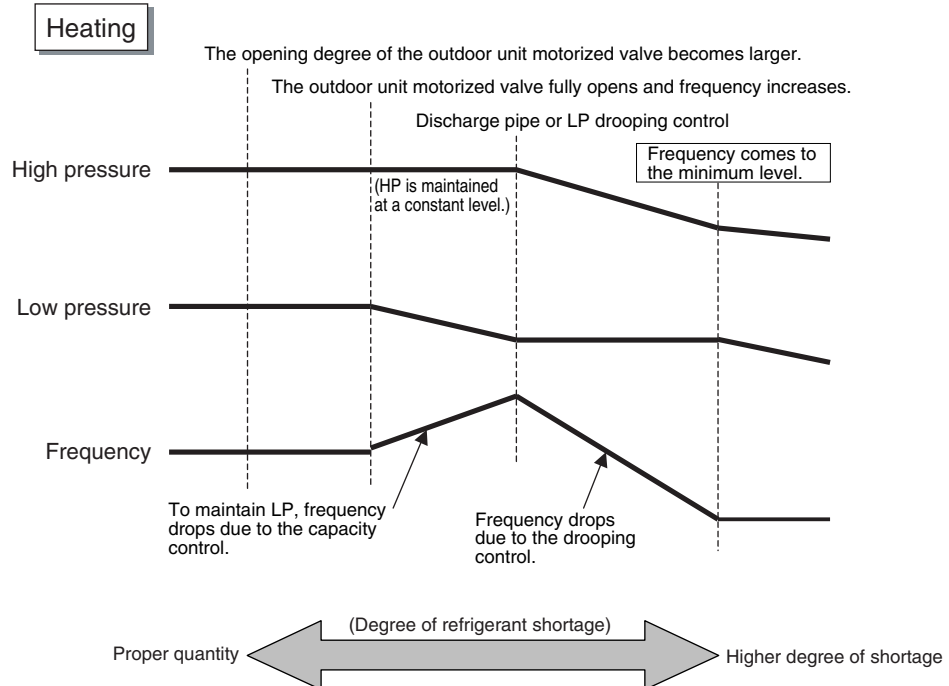 Heating
The opening degree of the outdoor unit motorized valve becomes larger.
The outdoor unit motorized valve fully opens and frequency increases.
Discharge pipe or LP drooping control
Frequency comes to
the minimum level.
High pressure
(HP is maintained
at a constant level.)
Low pressure
Frequency
To maintain LP, frequency
drops due to the capacity
control.
Frequency drops
due to the drooping
control.
(Degree of refrigerant shortage)
Proper quantity
Higher degree of shortage